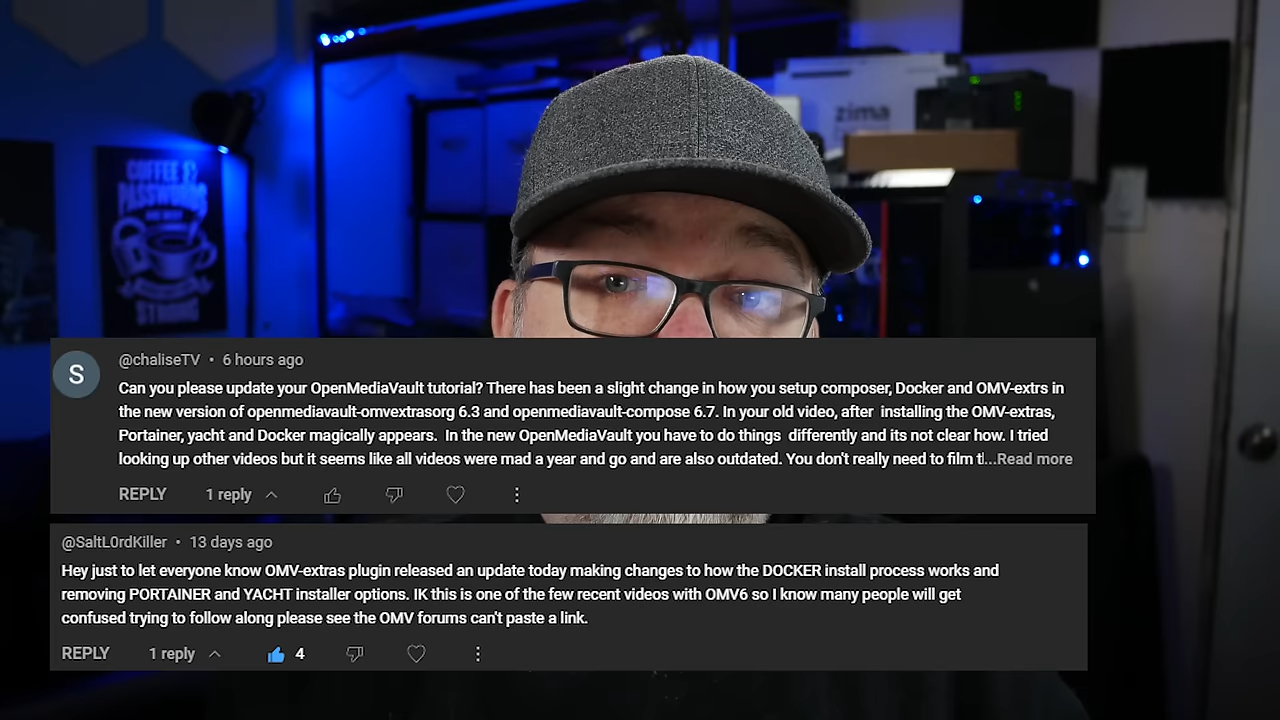 zima
COFFEE &
PASSWORDS
STRONG
S
@chaliseTV • 6 hours ago
Can you please update your OpenMediaVault tutorial? There has been a slight change in how you setup composer, Docker and OMV-extrs in
the new version of openmediavault-omvextrasorg 6.3 and openmediavault-compose 6.7. In your old video, after installing the OMV-extras,
Portainer, yacht and Docker magically appears. In the new OpenMediaVault you have to do things differently and its not clear how. I tried
looking up other videos but it seems like all videos were mad a year and go and are also outdated. You don't really need to film t...Read more
REPLY 1 reply
@SaltL0rdKiller • 13 days ago
Hey just to let everyone know OMV-extras plugin released an update today making changes to how the DOCKER install process works and
removing PORTAINER and YACHT installer options. IK this is one of the few recent videos with OMV6 so I know many people will get
confused trying to follow along please see the OMV forums can't paste a link.
REPLY 1 reply 4